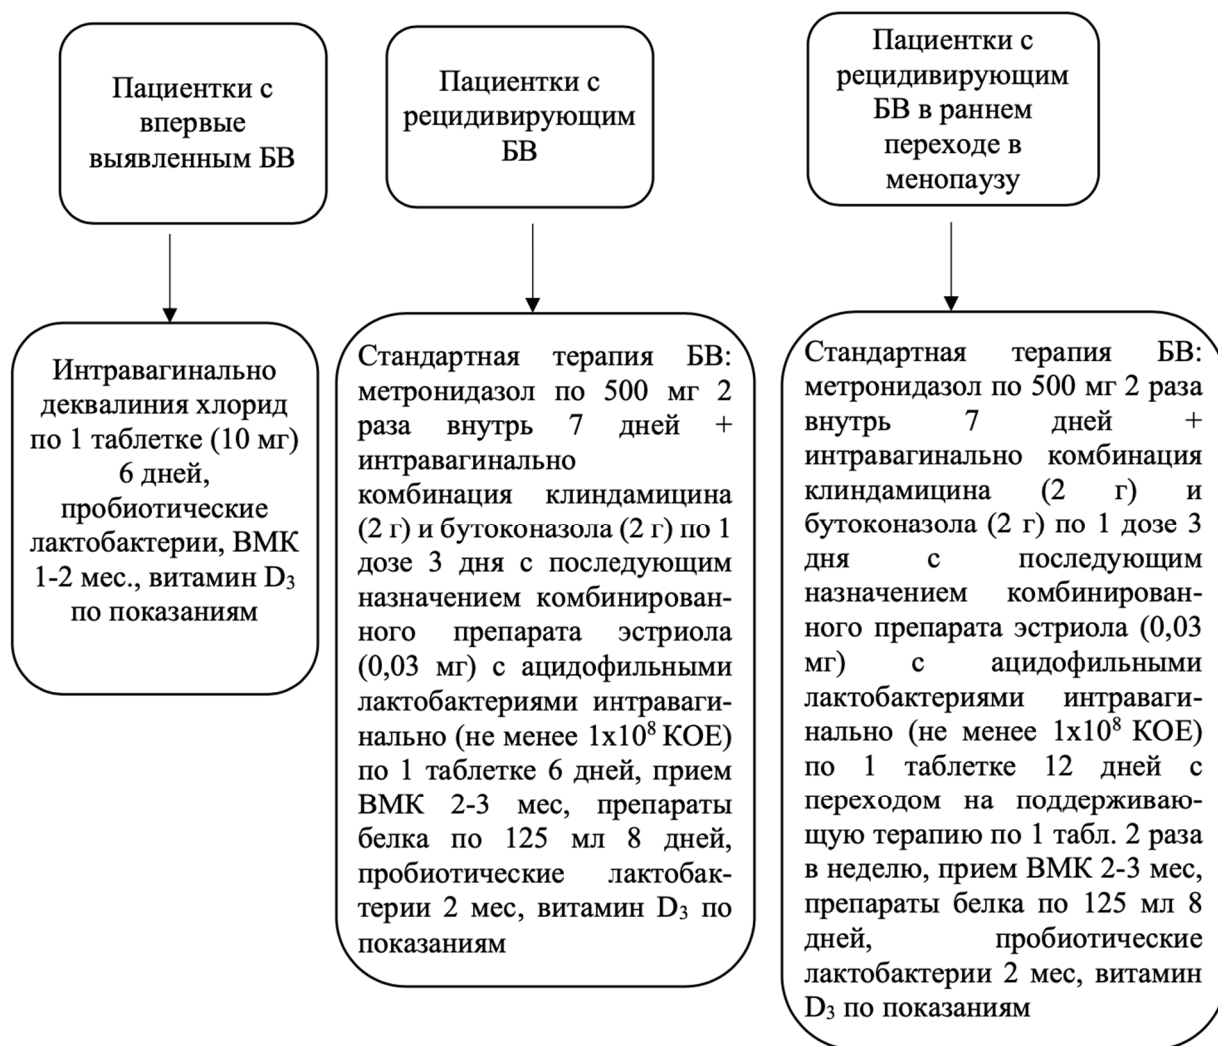 Пациентки с
впервые
выявленным БВ
Пациентки с
рецидивирующим
БВ
Пациентки с
рецидивирующим
БВ в раннем
переходе в
менопаузу
Интравагинально
деквалиния хлорид
по 1 таблетке (10 мг)
6 дней,
пробиотические
лактобактерии, ВМК
1-2 мес., витамин D₃
по показаниям
Стандартная терапия БВ:
метронидазол по 500 мг 2
раза внутрь 7 дней +
интравагинально
комбинация клиндамицина
(2 г) и бутоконазола (2 г) по 1
дозе 3 дня с последующим
назначением комбинирован-
ного препарата эстриола
(0,03 мг) с ацидофильными
лактобактериями интраваги-
нально (не менее 1х10⁸ КОЕ)
по 1 таблетке 6 дней, прием
ВМК 2-3 мес, препараты
белка по 125 мл 8 дней,
пробиотические лактобак-
терии 2 мес, витамин D₃ по
показаниям
Стандартная терапия БВ:
метронидазол по 500 мг 2 раза
внутрь 7 дней +
интравагинально комбинация
клиндамицина (2 г) и
бутоконазола (2 г) по 1 дозе 3
дня с последующим
назначением комбинирован-
ного препарата эстриола (0,03
мг) с ацидофильными
лактобактериями интраваги-
нально (не менее 1х10⁸ КОЕ)
по 1 таблетке 12 дней с
переходом на поддерживаю-
щую терапию по 1 табл. 2 раза
в неделю, прием ВМК 2-3 мес,
препараты белка по 125 мл 8
дней, пробиотические
лактобактерии 2 мес, витамин
D₃ по показаниям